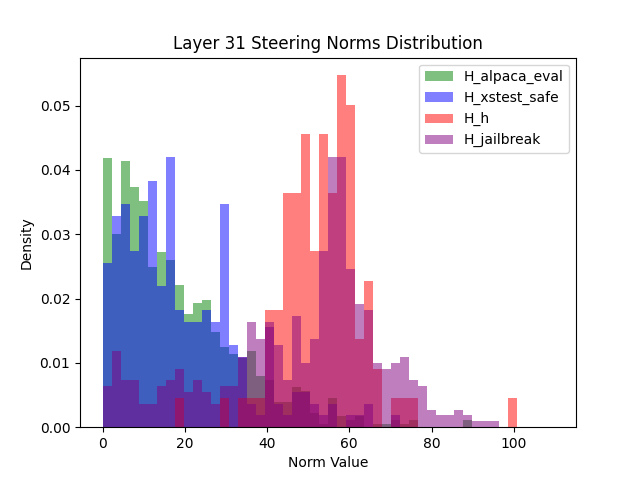 Layer 31 Steering Norms Distribution
H_alpaca_eval
H_xstest_safe
H_h
H_jailbreak
Density
0.05
0.04
0.03
0.02
0.01
0.00
0 20 40 60 80 100
Norm Value